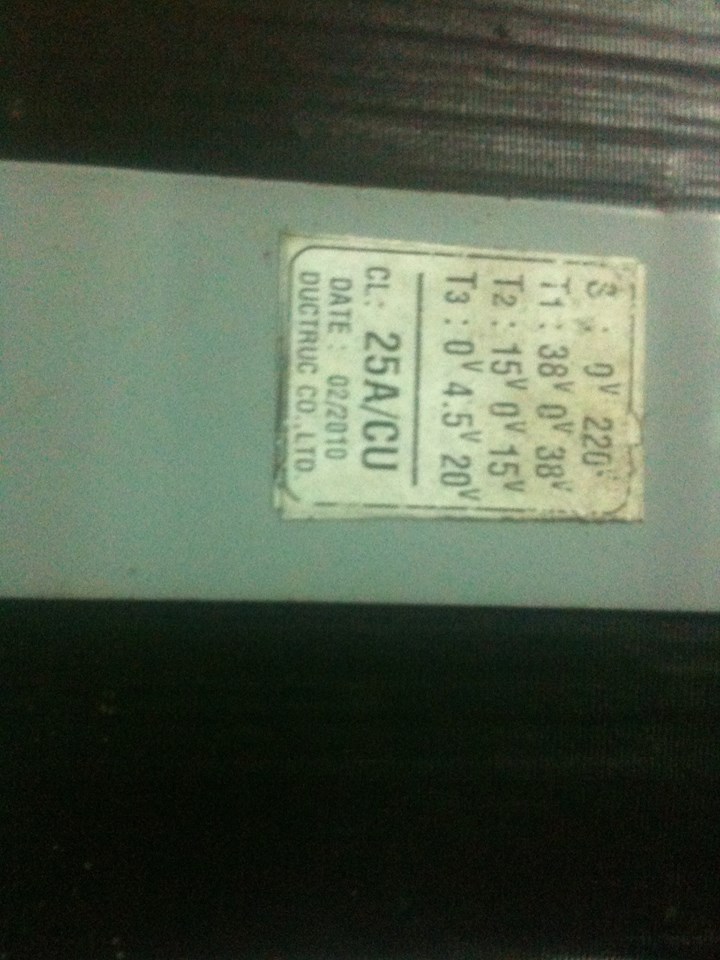 S : 0V 220V
T1 : 38V 0V 38V
T2 : 15V 0V 15V
T3 : 0V 4.5V 20V
CL: 25A/CU
DATE : 02/2010
DUCTRUC CO.,LTD.